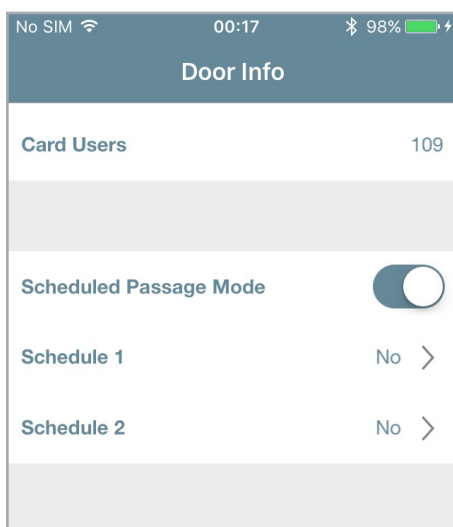 No SIM 00:17 98%
Door Info
Card Users 109
Scheduled Passage Mode
Schedule 1 No
Schedule 2 No